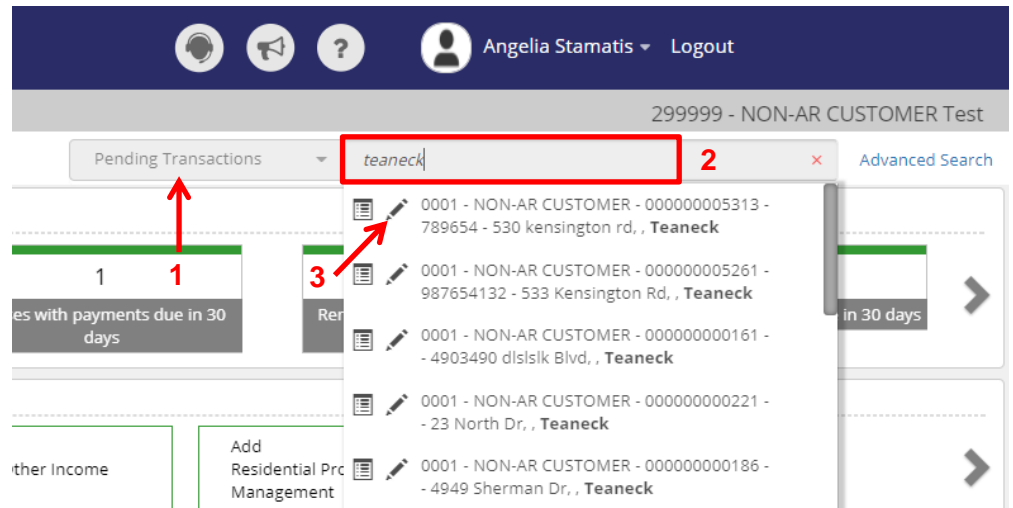 ?
Angelia Stamatis
Logout
299999 - NON-AR CUSTOMER Test
Pending Transactions
teaneck
2
×
Advanced Search
0001 - NON-AR CUSTOMER - 000000005313 -
789654 - 530 kensington rd, , Teaneck
1
1
3
0001 - NON-AR CUSTOMER - 000000005261 -
987654132 - 533 Kensington Rd, , Teaneck
es with payments due in 30
days
Ren
in 30 days
0001 - NON-AR CUSTOMER - 000000000161 -
- 4903490 dlslslk Blvd, , Teaneck
0001 - NON-AR CUSTOMER - 000000000221 -
- 23 North Dr, , Teaneck
ther Income
Add
Residential Pro
Management
0001 - NON-AR CUSTOMER - 000000000186 -
- 4949 Sherman Dr, , Teaneck